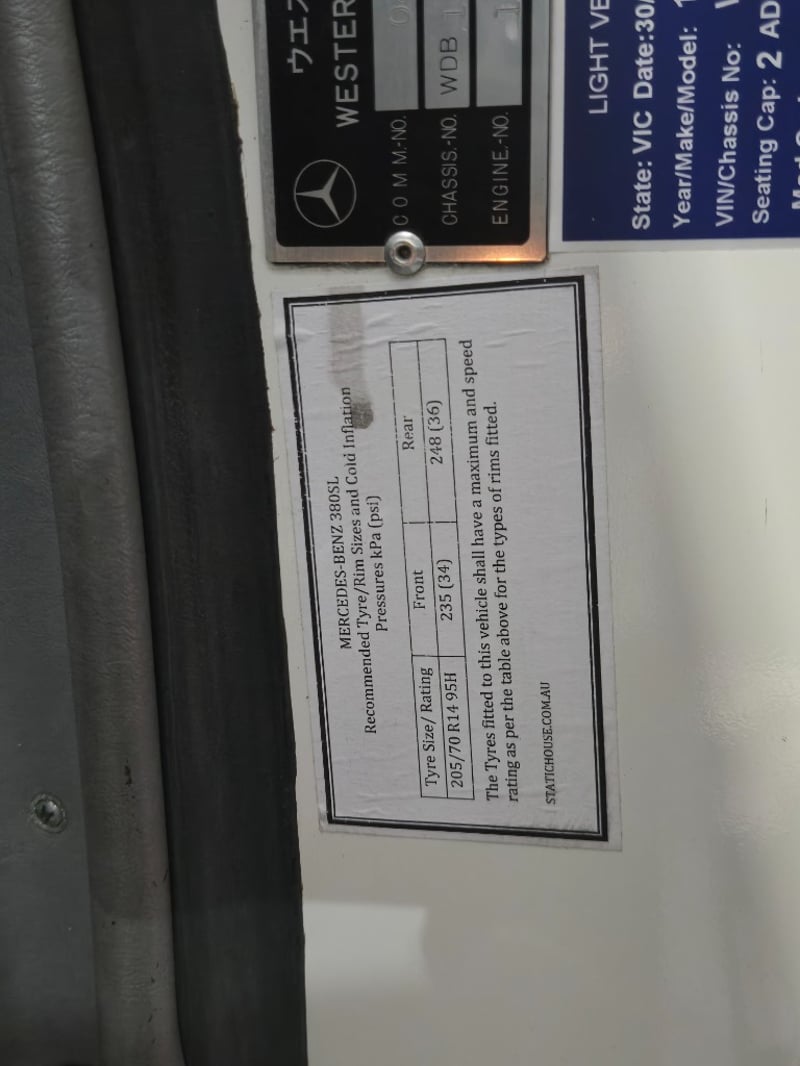 ウエス
WESTER
COMM.-NO.
CHASSIS.-NO. WDB
ENGINE.-NO.
LIGHT VE
State: VIC Date:30/
Year/Make/Model: 1
VIN/Chassis No:
Seating Cap: 2 AD
MERCEDES-BENZ 380SL
Recommended Tyre/Rim Sizes and Cold Inflation
Pressures kPa (psi)
Tyre Size/ Rating Front Rear
205/70 R14 95H 235 (34) 248 (36)
The Tyres fitted to this vehicle shall have a maximum and speed
rating as per the table above for the types of rims fitted.
STATICHOUSE.COM.AU